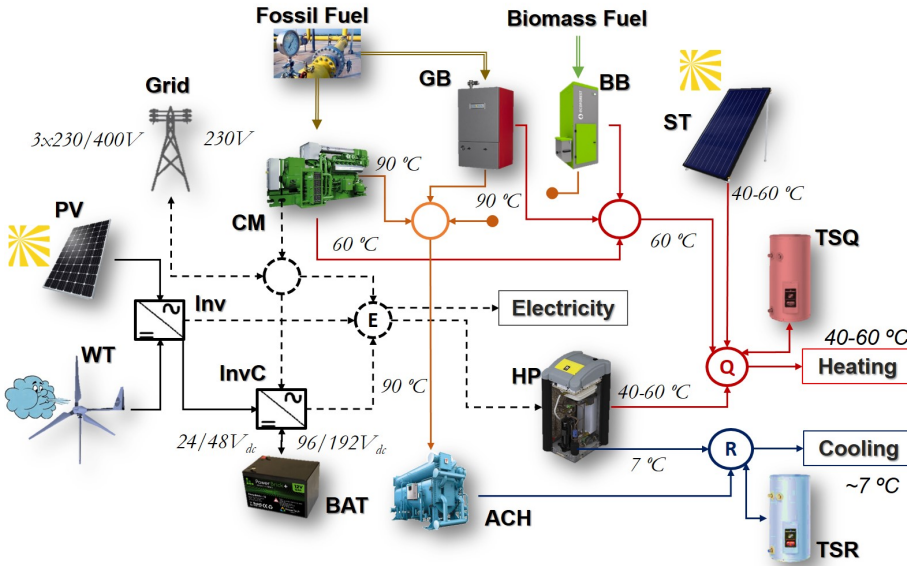 Fossil Fuel
Biomass Fuel
GB
BB
Grid
ST
3x230/400V
230V
90 ºC
90 ºC
40-60 ºC
PV
CM
60 ºC
60 ºC
TSQ
Inv
E
Electricity
40-60 ºC
WT
InvC
90 ºC
HP
40-60 ºC
Q
Heating
24/48Vdc
96/192Vdc
7 ºC
R
Cooling
~7 ºC
BAT
ACH
TSR